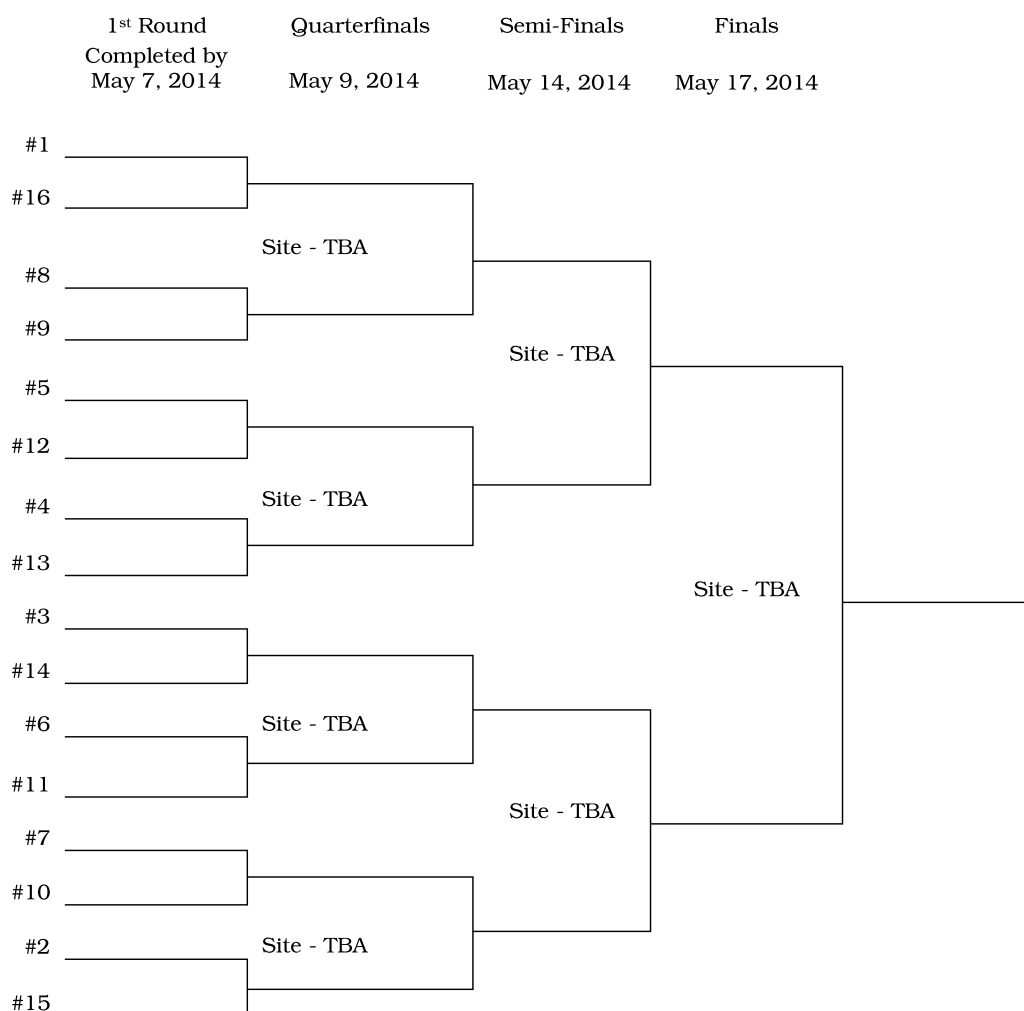 1st Round Quarterfinals Semi-Finals Finals
Completed by
May 7, 2014 May 9, 2014 May 14, 2014 May 17, 2014
#1
#16
Site - TBA
#8
#9
Site - TBA
#5
#12
Site - TBA
#4
#13
Site - TBA
#3
#14
Site - TBA
#6
#11
Site - TBA
#7
#10
Site - TBA
#2
#15